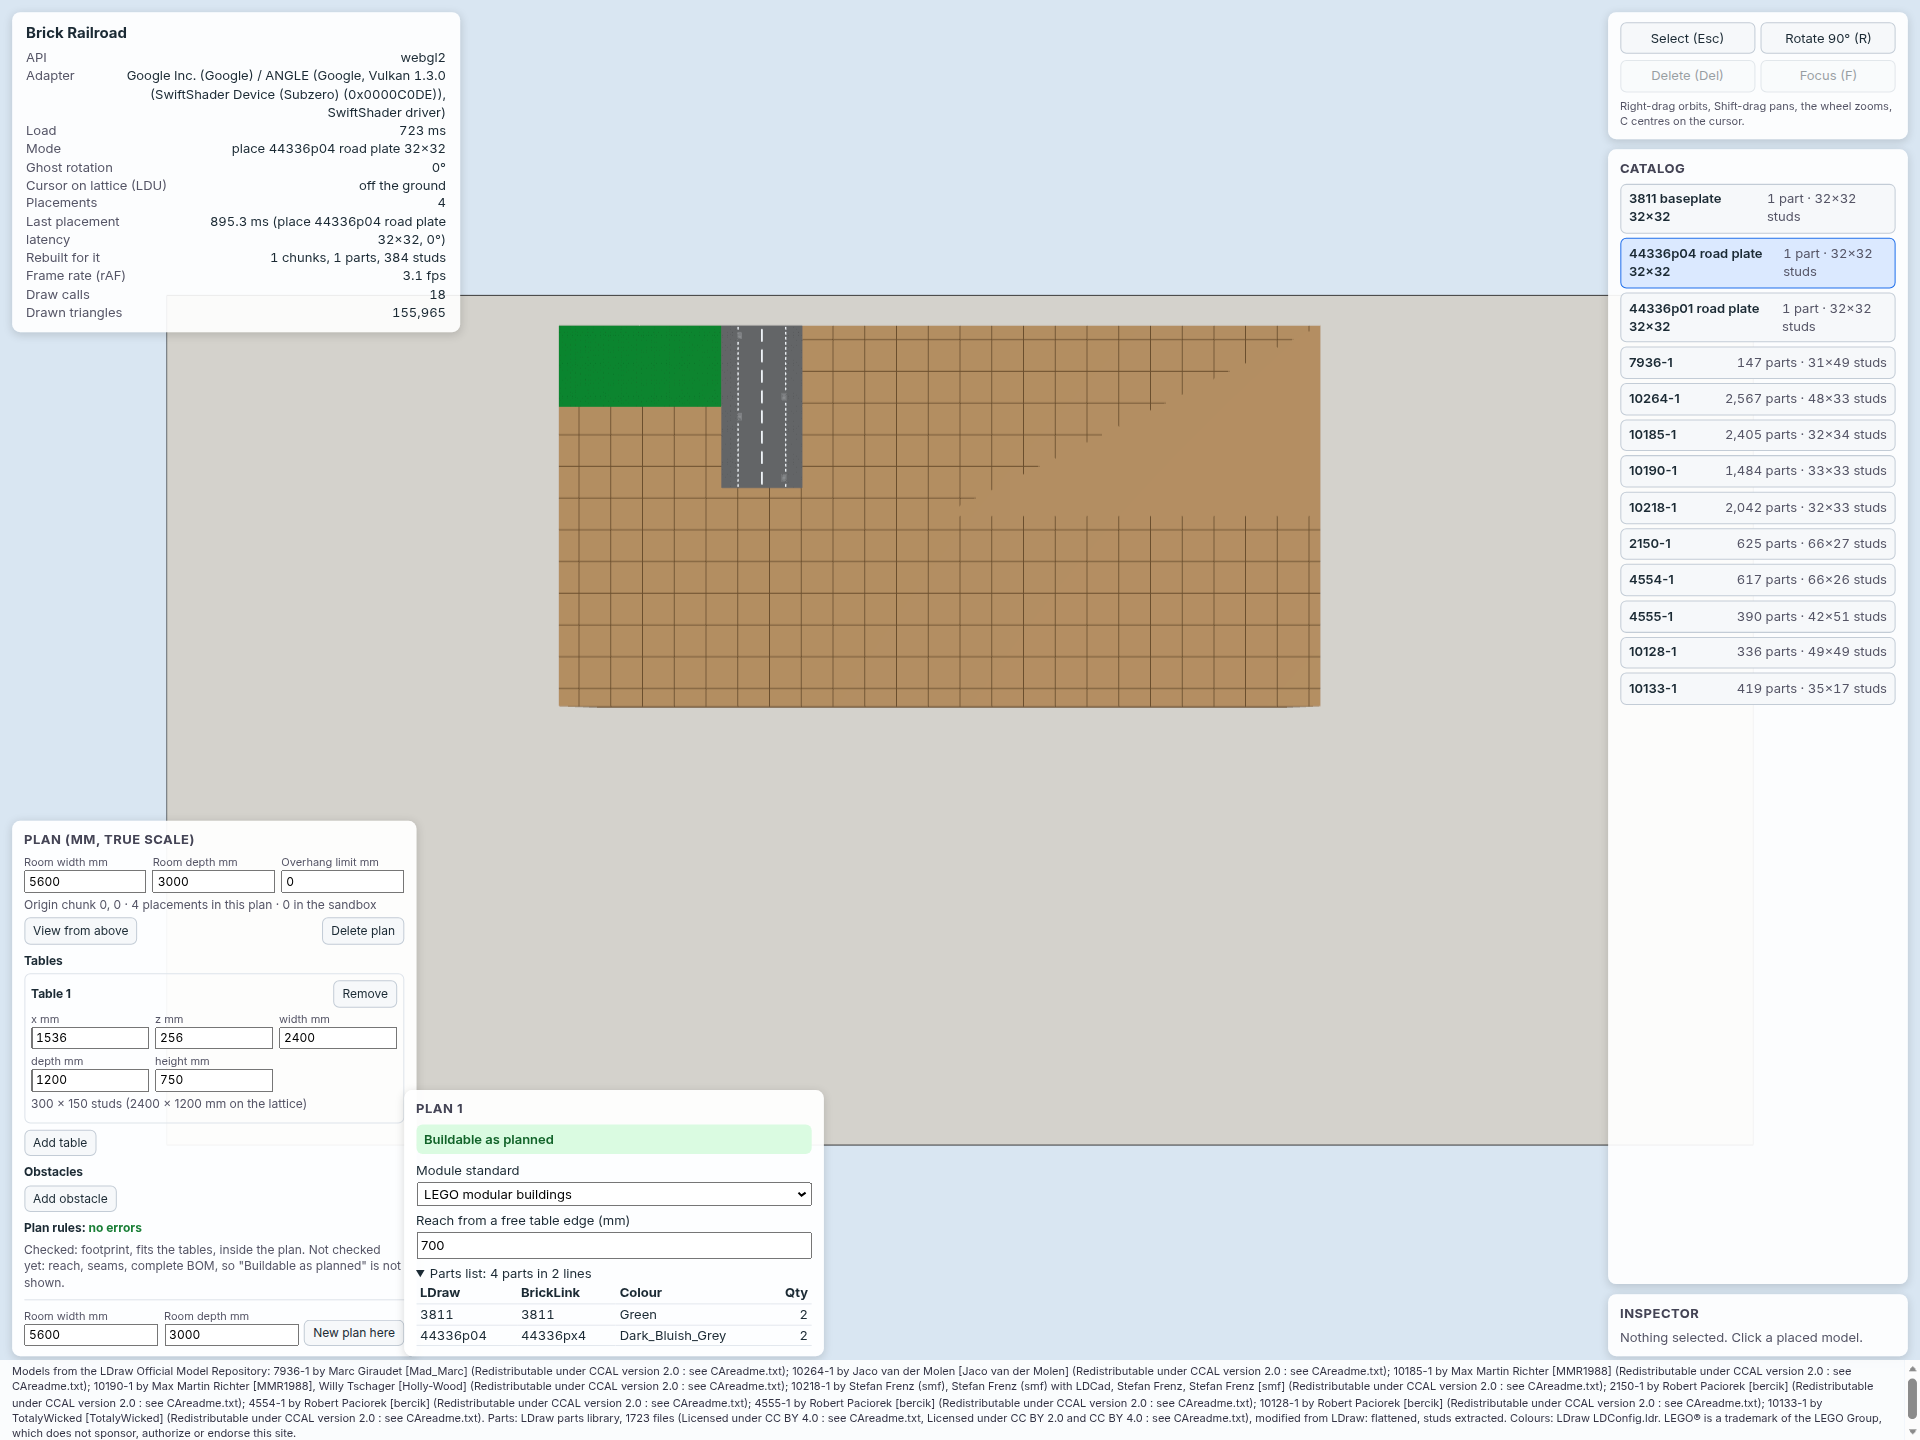 Brick Railroad
API webgl2
Adapter Google Inc. (Google) / ANGLE (Google, Vulkan 1.3.0
(SwiftShader Device (Subzero) (0x0000C0DE)),
SwiftShader driver)
Load 723 ms
Mode place 44336p04 road plate 32×32
Ghost rotation 0°
Cursor on lattice (LDU) off the ground
Placements 4
Last placement 895.3 ms (place 44336p04 road plate
latency 32×32, 0°)
Rebuilt for it 1 chunks, 1 parts, 384 studs
Frame rate (rAF) 3.1 fps
Draw calls 18
Drawn triangles 155,965
Select (Esc) Rotate 90° (R)
Delete (Del) Focus (F)
Right-drag orbits, Shift-drag pans, the wheel zooms,
C centres on the cursor.
CATALOG
3811 baseplate 1 part · 32×32
32×32 studs
44336p04 road plate 1 part · 32×32
32×32 studs
44336p01 road plate 1 part · 32×32
32×32 studs
7936-1 147 parts · 31×49 studs
10264-1 2,567 parts · 48×33 studs
10185-1 2,405 parts · 32×34 studs
10190-1 1,484 parts · 33×33 studs
10218-1 2,042 parts · 32×33 studs
2150-1 625 parts · 66×27 studs
4554-1 617 parts · 66×26 studs
4555-1 390 parts · 42×51 studs
10128-1 336 parts · 49×49 studs
10133-1 419 parts · 35×17 studs
INSPECTOR
Nothing selected. Click a placed model.
PLAN (MM, TRUE SCALE)
Room width mm Room depth mm Overhang limit mm
5600 3000 0
Origin chunk 0, 0 · 4 placements in this plan · 0 in the sandbox
View from above Delete plan
Tables
Table 1 Remove
x mm z mm width mm
1536 256 2400
depth mm height mm
1200 750
300 × 150 studs (2400 × 1200 mm on the lattice)
Add table
Obstacles
Add obstacle
Plan rules: no errors
Checked: footprint, fits the tables, inside the plan. Not checked
yet: reach, seams, complete BOM, so "Buildable as planned" is not
shown.
Room width mm Room depth mm
5600 3000 New plan here
PLAN 1
Buildable as planned
Module standard
LEGO modular buildings
Reach from a free table edge (mm)
700
▼ Parts list: 4 parts in 2 lines
LDraw BrickLink Colour Qty
3811 3811 Green 2
44336p04 44336px4 Dark_Bluish_Grey 2
Models from the LDraw Official Model Repository: 7936-1 by Marc Giraudet [Mad_Marc] (Redistributable under CCAL version 2.0 : see CAreadme.txt); 10264-1 by Jaco van der Molen [Jaco van der Molen] (Redistributable under CCAL version 2.0 : see CAreadme.txt); 10185-1 by Max Martin Richter [MMR1988] (Redistributable under CCAL version 2.0 : see
CAreadme.txt); 10190-1 by Max Martin Richter [MMR1988], Willy Tschager [Holly-Wood] (Redistributable under CCAL version 2.0 : see CAreadme.txt); 10218-1 by Stefan Frenz (smf), Stefan Frenz (smf) with LDCad, Stefan Frenz, Stefan Frenz [smf] (Redistributable under CCAL version 2.0 : see CAreadme.txt); 2150-1 by Robert Paciorek [bercik] (Redistributable
under CCAL version 2.0 : see CAreadme.txt); 4554-1 by Robert Paciorek [bercik] (Redistributable under CCAL version 2.0 : see CAreadme.txt); 4555-1 by Robert Paciorek [bercik] (Redistributable under CCAL version 2.0 : see CAreadme.txt); 10128-1 by Robert Paciorek [bercik] (Redistributable under CCAL version 2.0 : see CAreadme.txt); 10133-1 by
TotalyWicked [TotalyWicked] (Redistributable under CCAL version 2.0 : see CAreadme.txt). Parts: LDraw parts library, 1723 files (Licensed under CC BY 4.0 : see CAreadme.txt, Licensed under CC BY 2.0 and CC BY 4.0 : see CAreadme.txt), modified from LDraw: flattened, studs extracted. Colours: LDraw LDConfig.ldr. LEGO® is a trademark of the LEGO Group,
which does not sponsor, authorize or endorse this site.